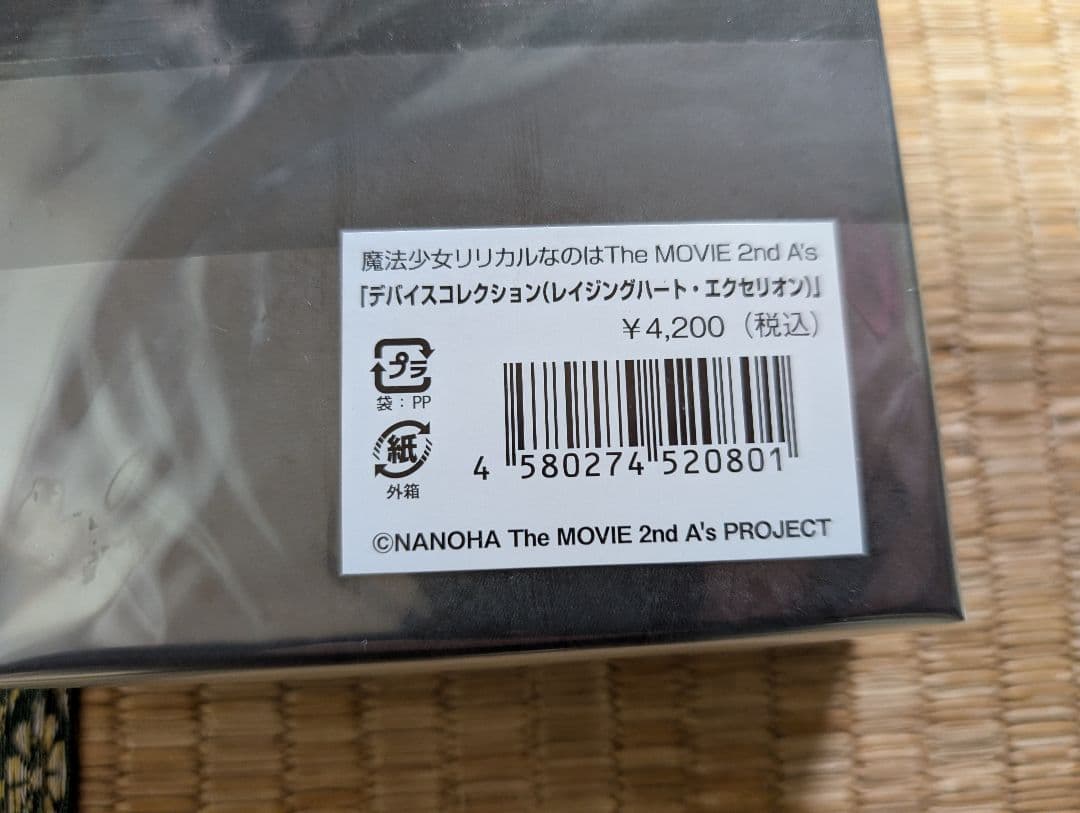 魔法少女リリカルなのはThe MOVIE 2nd A's
「デバイスコレクション(レイジングハート・エクセリオン)」
￥4,200（税込）
プラ
袋：PP
紙
外箱
4 580274 520801
©NANOHA The MOVIE 2nd A's PROJECT